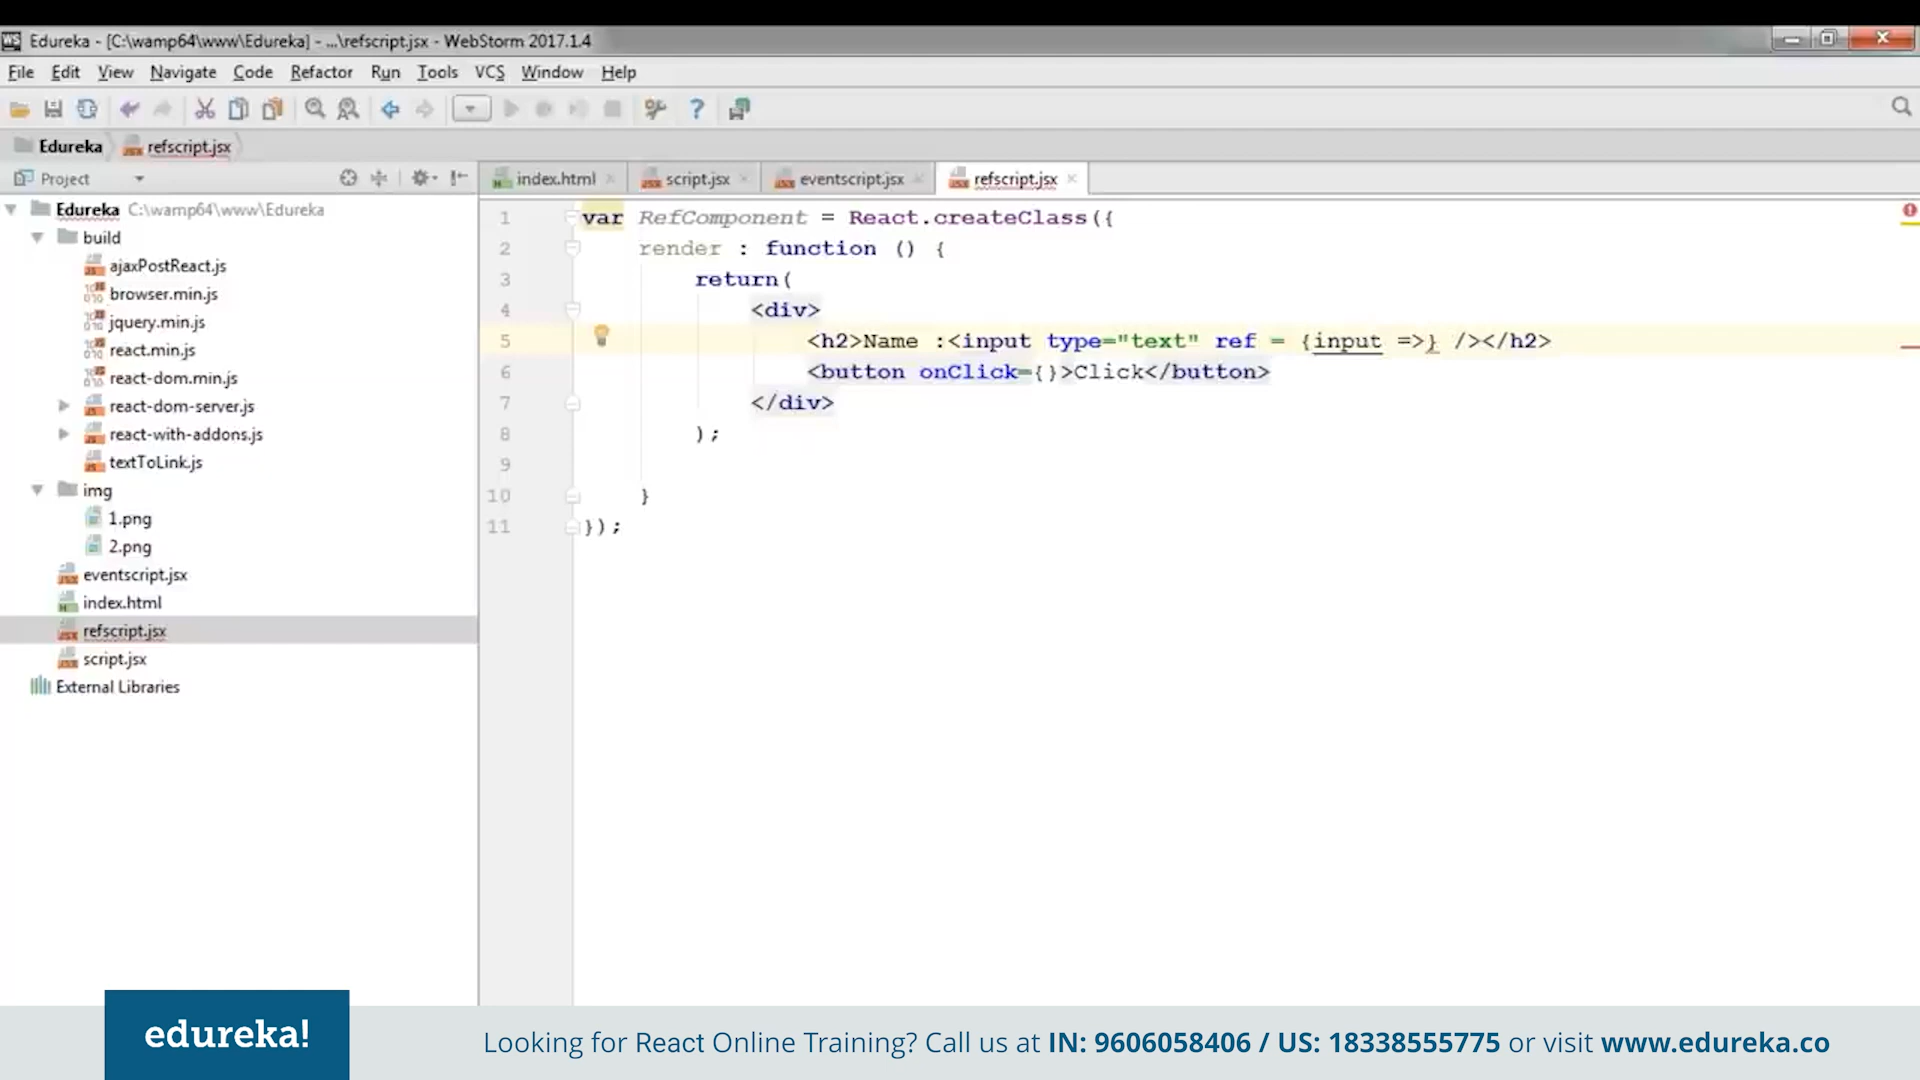 Edureka - [C:\wamp64\www\Edureka] - ...\refscript.jsx - WebStorm 2017.1.4
File Edit View Navigate Code Refactor Run Tools VCS Window Help
Edureka refscript.jsx
Project
index.html script.jsx eventscript.jsx refscript.jsx
Edureka C:\wamp64\www\Edureka
build
ajaxPostReact.js
browser.min.js
jquery.min.js
react.min.js
react-dom.min.js
react-dom-server.js
react-with-addons.js
textToLink.js
img
1.png
2.png
eventscript.jsx
index.html
refscript.jsx
script.jsx
External Libraries
1 var RefComponent = React.createClass({
2 render : function () {
3 return(
4 <div>
5 <h2>Name :<input type="text" ref = {input =>} /></h2>
6 <button onClick={}>Click</button>
7 </div>
8 );
9
10 }
11 });
edureka!
Looking for React Online Training? Call us at IN: 9606058406 / US: 18338555775 or visit www.edureka.co